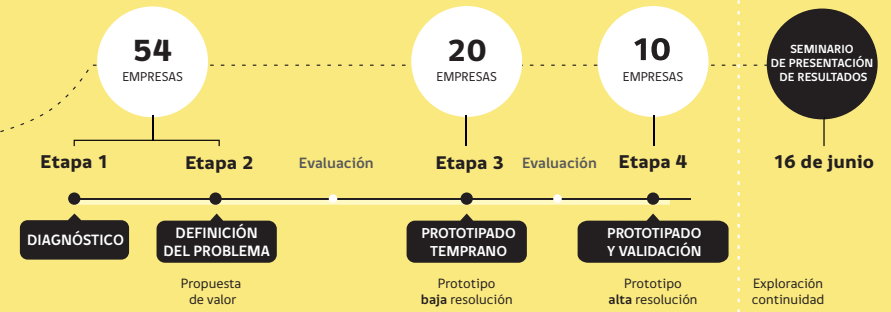 54
EMPRESAS
20
EMPRESAS
10
EMPRESAS
SEMINARIO
DE PRESENTACIÓN
DE RESULTADOS
Etapa 1
Etapa 2
Evaluación
Etapa 3
Evaluación
Etapa 4
16 de junio
DIAGNÓSTICO
DEFINICIÓN
DEL PROBLEMA
PROTOTIPADO
TEMPRANO
PROTOTIPADO
Y VALIDACIÓN
Propuesta
de valor
Prototipo
baja resolución
Prototipo
alta resolución
Exploración
continuidad